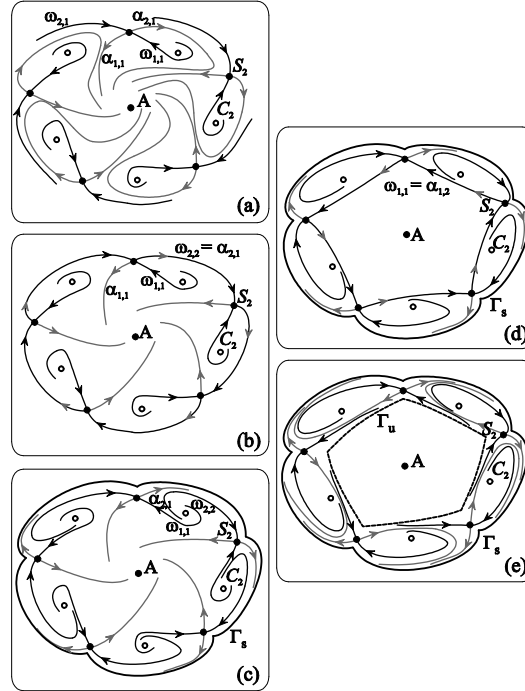 ω2,1
α2,1
α1,1
ω1,1
S2
A
C2
(a)
ω2,2 = α2,1
α1,1
ω1,1
S2
A
C2
(b)
α2,1
ω2,2
ω1,1
S2
A
C2
Γs
(c)
ω1,1 = α1,2
S2
A
C2
Γs
(d)
Γu
S2
A
C2
Γs
(e)